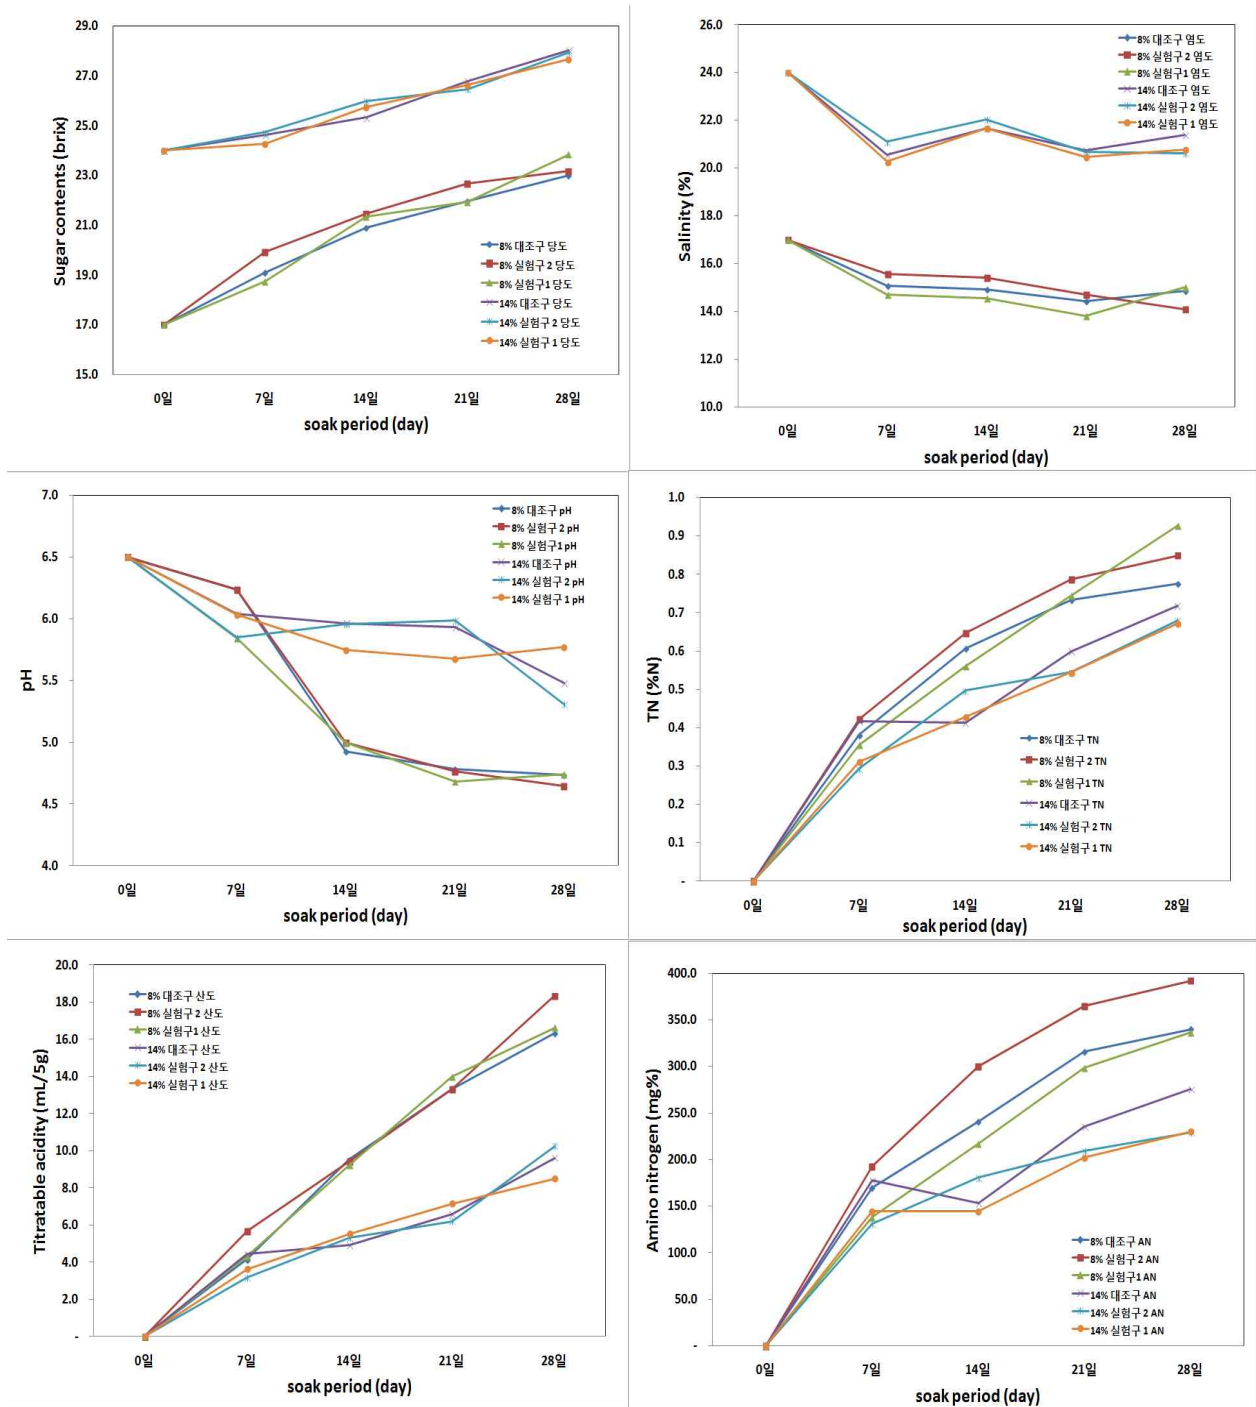 29.0
27.0
25.0
23.0
21.0
19.0
17.0
15.0
Sugar contents (brix)
8% 대조구 당도
8% 실험구 2 당도
8% 실험구1 당도
14% 대조구 당도
14% 실험구 2 당도
14% 실험구 1 당도
0일 7일 14일 21일 28일
soak period (day)
26.0
24.0
22.0
20.0
18.0
16.0
14.0
12.0
10.0
Salinity (%)
8% 대조구 염도
8% 실험구 2 염도
8% 실험구1 염도
14% 대조구 염도
14% 실험구 2 염도
14% 실험구 1 염도
0일 7일 14일 21일 28일
soak period (day)
7.0
6.5
6.0
5.5
5.0
4.5
4.0
pH
8% 대조구 pH
8% 실험구 2 pH
8% 실험구1 pH
14% 대조구 pH
14% 실험구 2 pH
14% 실험구 1 pH
0일 7일 14일 21일 28일
soak period (day)
1.0
0.9
0.8
0.7
0.6
0.5
0.4
0.3
0.2
0.1
-
TN (%N)
8% 대조구 TN
8% 실험구 2 TN
8% 실험구1 TN
14% 대조구 TN
14% 실험구 2 TN
14% 실험구 1 TN
0일 7일 14일 21일 28일
soak period (day)
20.0
18.0
16.0
14.0
12.0
10.0
8.0
6.0
4.0
2.0
-
Titratable acidity (mL/5g)
8% 대조구 산도
8% 실험구 2 산도
8% 실험구1 산도
14% 대조구 산도
14% 실험구 2 산도
14% 실험구 1 산도
0일 7일 14일 21일 28일
soak period (day)
400.0
350.0
300.0
250.0
200.0
150.0
100.0
50.0
-
Amino nitrogen (mg%)
8% 대조구 AN
8% 실험구 2 AN
8% 실험구1 AN
14% 대조구 AN
14% 실험구 2 AN
14% 실험구 1 AN
0일 7일 14일 21일 28일
soak period (day)